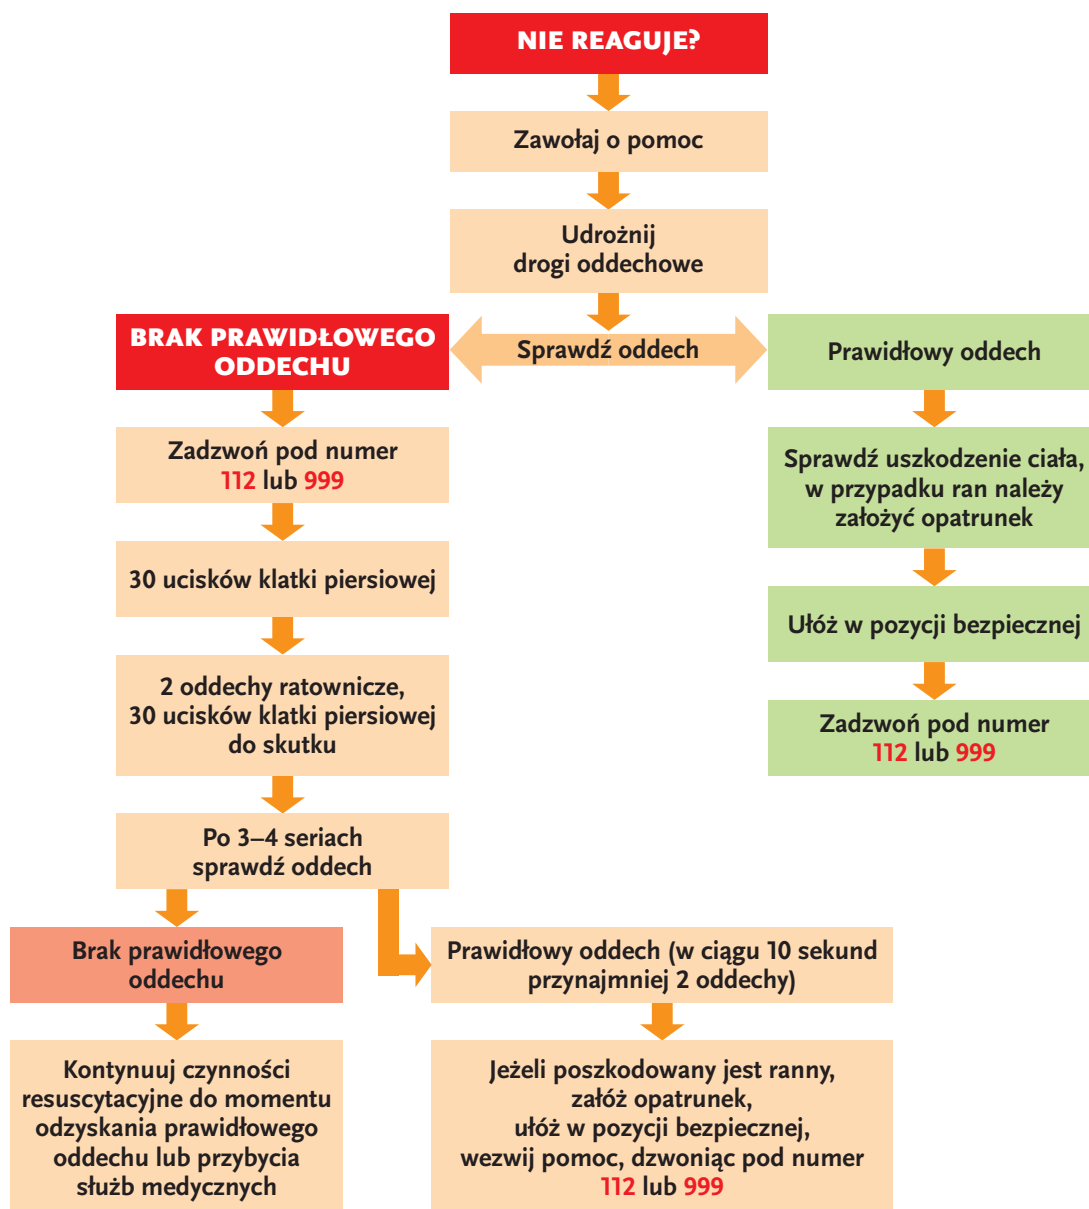 NIE REAGUJE?
Zawołaj o pomoc
Udrożnij
drogi oddechowe
Sprawdź oddech
BRAK PRAWIDŁOWEGO
ODDECHU
Zadzwoń pod numer
112 lub 999
30 ucisków klatki piersiowej
2 oddechy ratownicze,
30 ucisków klatki piersiowej
do skutku
Po 3–4 seriach
sprawdź oddech
Brak prawidłowego
oddechu
Kontynuuj czynności
resuscytacyjne do momentu
odzyskania prawidłowego
oddechu lub przybycia
służb medycznych
Prawidłowy oddech (w ciągu 10 sekund
przynajmniej 2 oddechy)
Jeżeli poszkodowany jest ranny,
załóż opatrunek,
ułóż w pozycji bezpiecznej,
wezwij pomoc, dzwoniąc pod numer
112 lub 999
Prawidłowy oddech
Sprawdź uszkodzenie ciała,
w przypadku ran należy
założyć opatrunek
Ułóż w pozycji bezpiecznej
Zadzwoń pod numer
112 lub 999